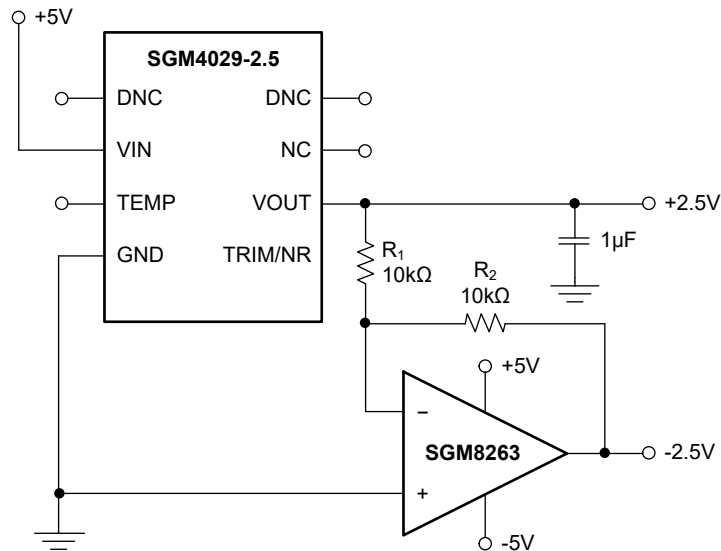 +5V
SGM4029-2.5
DNC
DNC
VIN
NC
TEMP
VOUT
+2.5V
GND
TRIM/NR
R₁
10kΩ
1μF
R₂
10kΩ
+5V
−
SGM8263
-2.5V
+
-5V